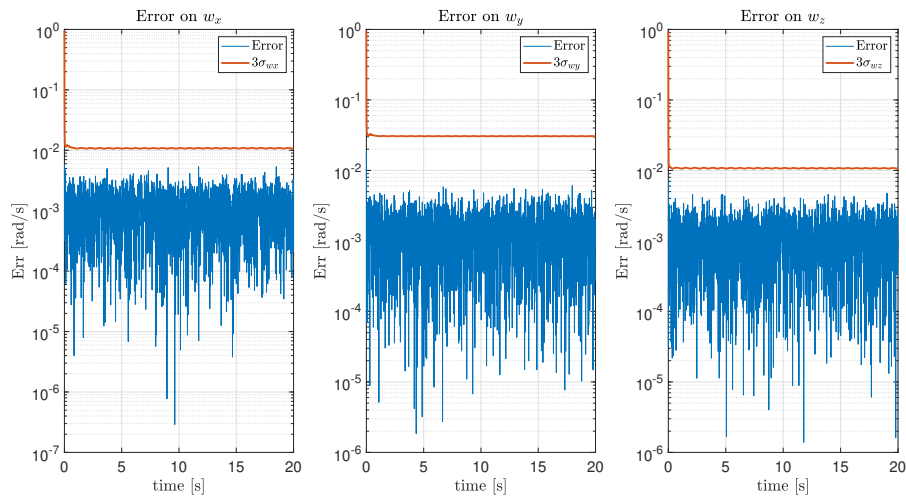 Error on w_x
Error
3σ_wx
10^0
10^-1
10^-2
10^-3
10^-4
10^-5
10^-6
10^-7
Err [rad/s]
0 5 10 15 20
time [s]
Error on w_y
Error
3σ_wy
10^0
10^-1
10^-2
10^-3
10^-4
10^-5
10^-6
Err [rad/s]
0 5 10 15 20
time [s]
Error on w_z
Error
3σ_wz
10^0
10^-1
10^-2
10^-3
10^-4
10^-5
10^-6
Err [rad/s]
0 5 10 15 20
time [s]